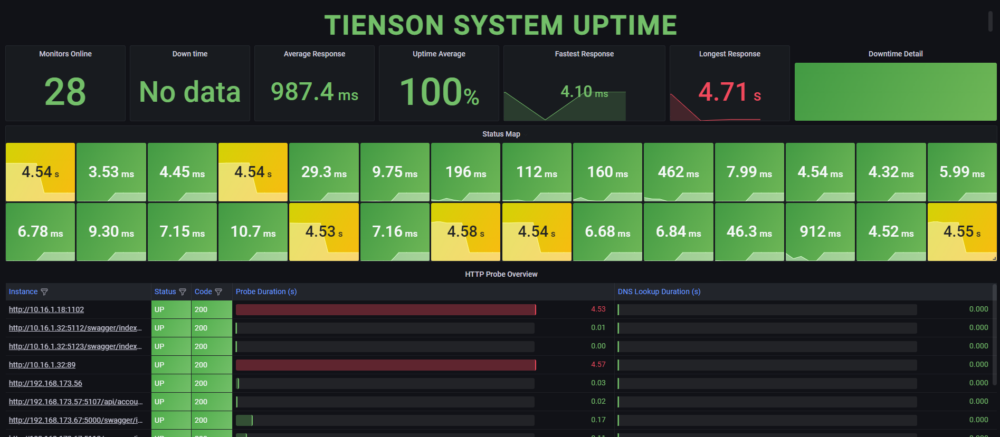 TIENSON SYSTEM UPTIME
Monitors Online
Down time
Average Response
Uptime Average
Fastest Response
Longest Response
Downtime Detail
28
No data
987.4 ms
100%
4.10 ms
4.71 s
Status Map
4.54 s
3.53 ms
4.45 ms
4.54 s
29.3 ms
9.75 ms
196 ms
112 ms
160 ms
462 ms
7.99 ms
4.54 ms
4.32 ms
5.99 ms
6.78 ms
9.30 ms
7.15 ms
10.7 ms
4.53 s
7.16 ms
4.58 s
4.54 s
6.68 ms
6.84 ms
46.3 ms
912 ms
4.52 ms
4.55 s
HTTP Probe Overview
Instance Status Code Probe Duration (s) DNS Lookup Duration (s)
http://10.16.1.18:1102 UP 200 4.53 0.000
http://10.16.1.32:5112/swagger/index... UP 200 0.01 0.000
http://10.16.1.32:5123/swagger/index... UP 200 0.00 0.000
http://10.16.1.32:89 UP 200 4.57 0.000
http://192.168.173.56 UP 200 0.03 0.000
http://192.168.173.57:5107/api/accou... UP 200 0.02 0.000
http://192.168.173.67:5000/swagger/i... UP 200 0.17 0.000